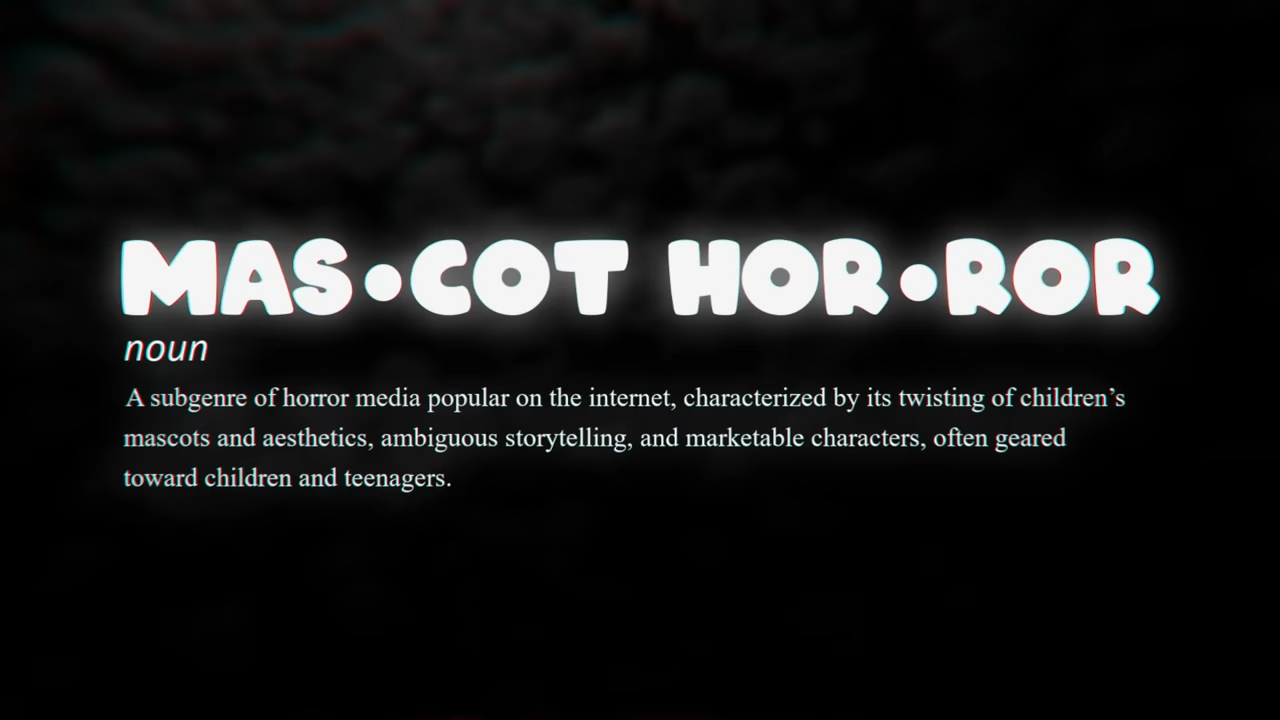 MAS•COT HOR•ROR
noun
A subgenre of horror media popular on the internet, characterized by its twisting of children’s
mascots and aesthetics, ambiguous storytelling, and marketable characters, often geared
toward children and teenagers.